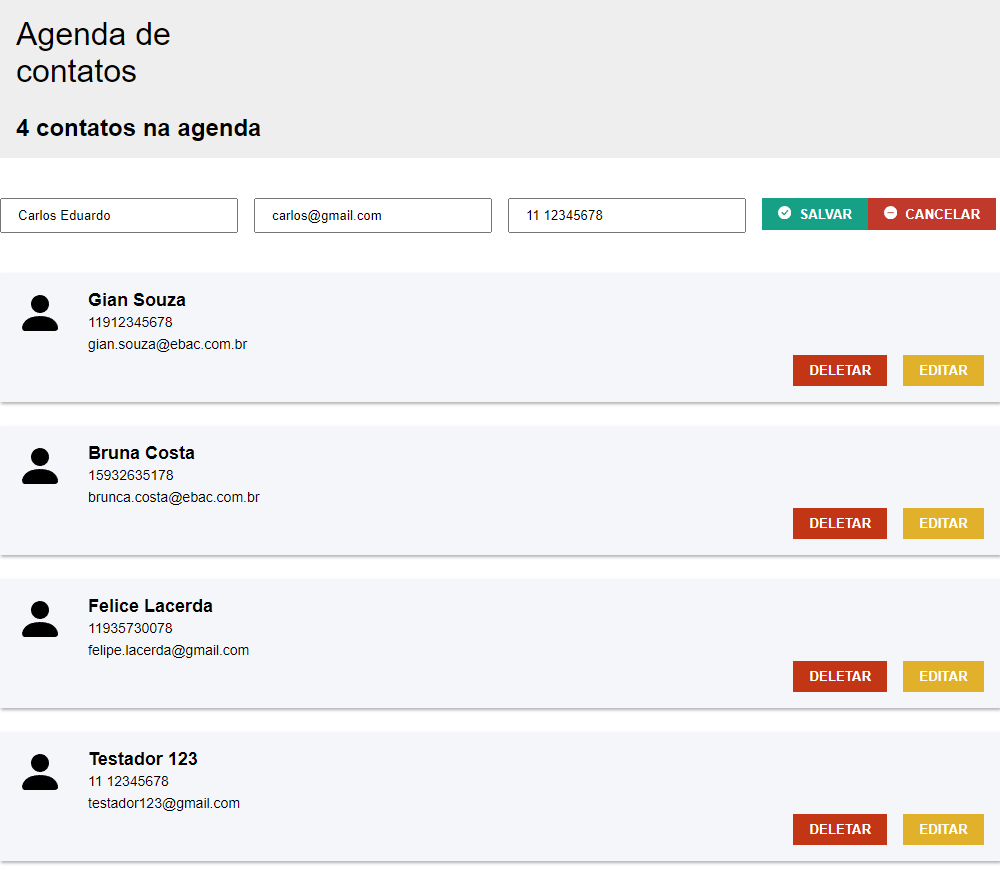 Agenda de
contatos
4 contatos na agenda
Carlos Eduardo carlos@gmail.com 11 12345678 SALVAR CANCELAR
Gian Souza
11912345678
gian.souza@ebac.com.br
DELETAR EDITAR
Bruna Costa
15932635178
brunca.costa@ebac.com.br
DELETAR EDITAR
Felice Lacerda
11935730078
felipe.lacerda@gmail.com
DELETAR EDITAR
Testador 123
11 12345678
testador123@gmail.com
DELETAR EDITAR